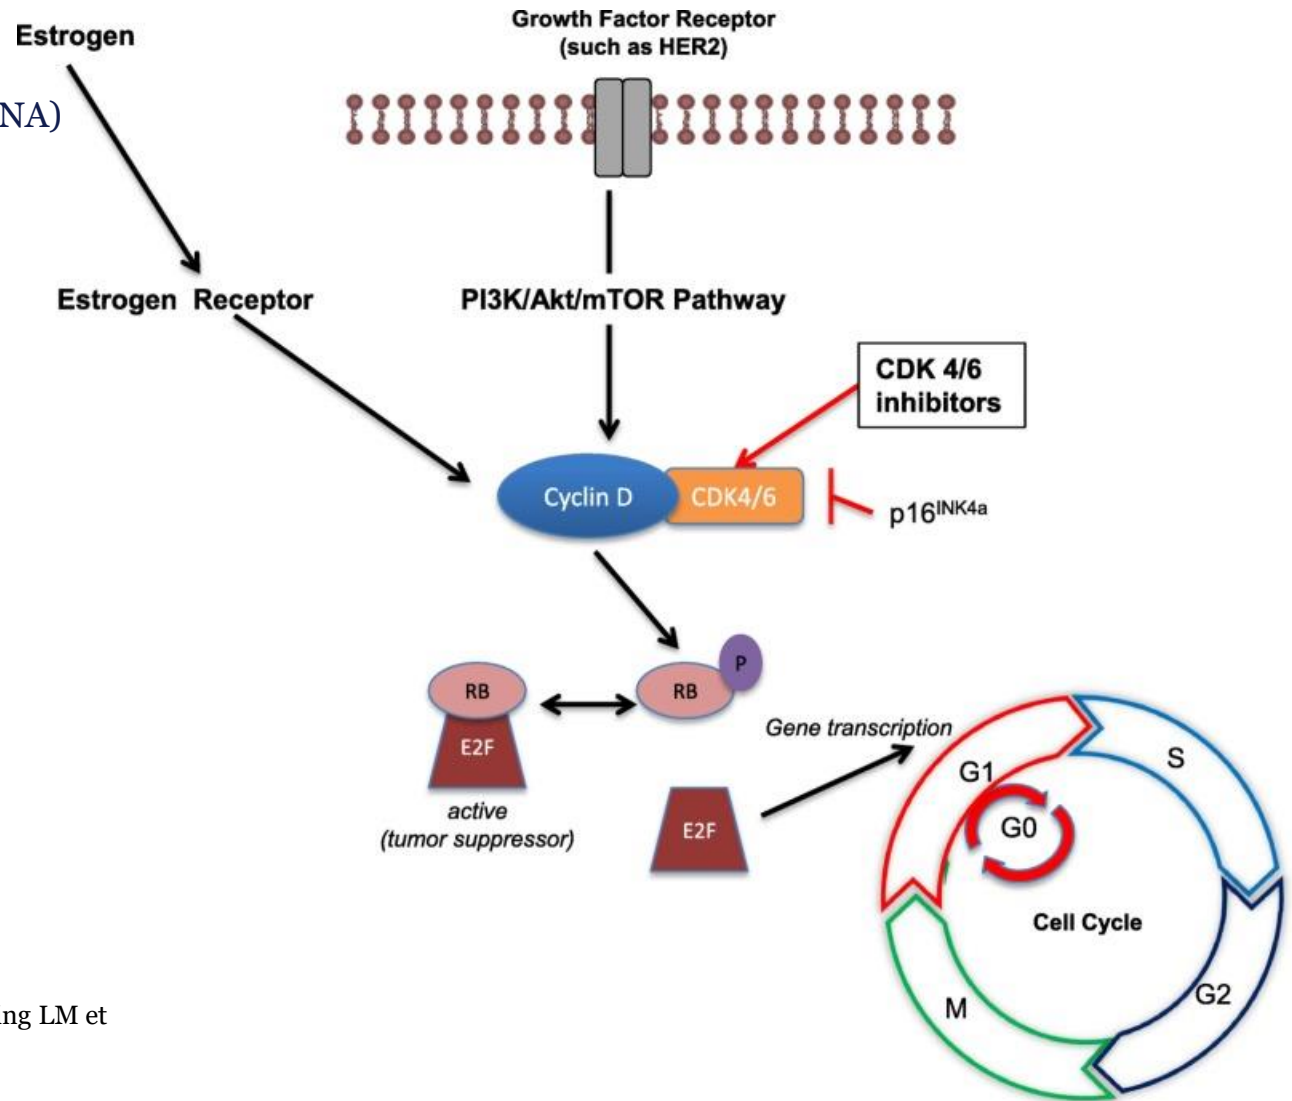 Estrogen
Growth Factor Receptor
(such as HER2)
NA)
Estrogen Receptor
PI3K/Akt/mTOR Pathway
CDK 4/6
inhibitors
Cyclin D
CDK4/6
p16INK4a
P
RB
RB
E2F
active
(tumor suppressor)
E2F
Gene transcription
G1
S
G0
Cell Cycle
M
G2
ing LM et